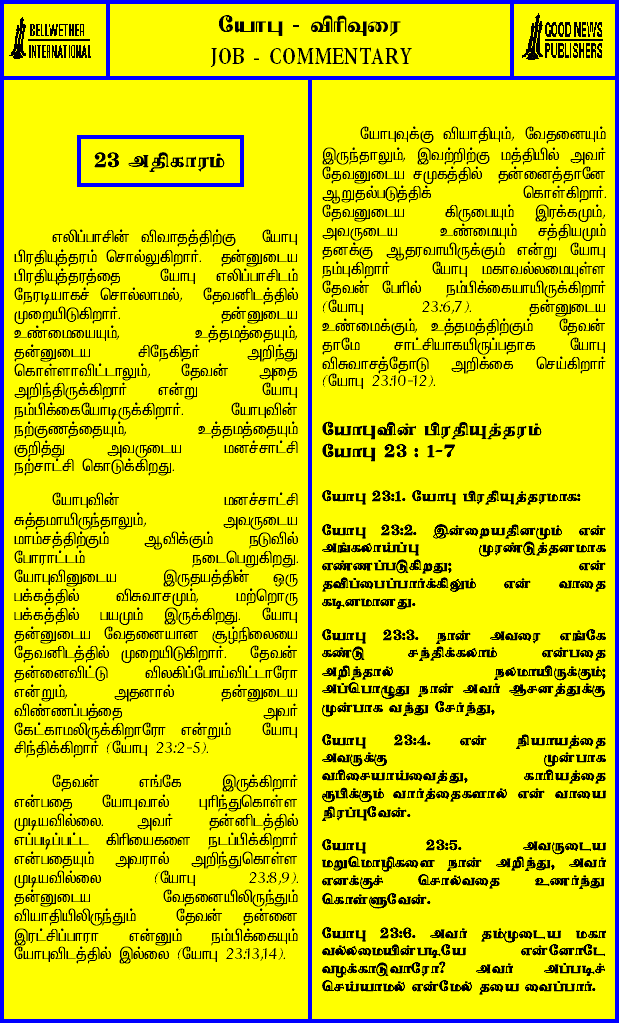 BELLWETHER
INTERNATIONAL
யோபு - விரிவுரை
JOB - COMMENTARY
GOOD NEWS
PUBLISHERS
23 அதிகாரம்
எலிப்பாசின் விவாதத்திற்கு யோபு
பிரதியுத்தரம் சொல்லுகிறார். தன்னுடைய
பிரதியுத்தரத்தை யோபு எலிப்பாசிடம்
நேரடியாகச் சொல்லாமல், தேவனிடத்தில்
முறையிடுகிறார். தன்னுடைய
உண்மையையும், உத்தமத்தையும்,
தன்னுடைய சிநேகிதர் அறிந்து
கொள்ளாவிட்டாலும், தேவன் அதை
அறிந்திருக்கிறார் என்று யோபு
நம்பிக்கையோடிருக்கிறார். யோபுவின்
நற்குணத்தையும், உத்தமத்தையும்
குறித்து அவருடைய மனச்சாட்சி
நற்சாட்சி கொடுக்கிறது.
யோபுவின் மனச்சாட்சி
சுத்தமாயிருந்தாலும், அவருடைய
மாம்சத்திற்கும் ஆவிக்கும் நடுவில்
போராட்டம் நடைபெறுகிறது.
யோபுவினுடைய இருதயத்தின் ஒரு
பக்கத்தில் விசுவாசமும், மற்றொரு
பக்கத்தில் பயமும் இருக்கிறது. யோபு
தன்னுடைய வேதனையான சூழ்நிலையை
தேவனிடத்தில் முறையிடுகிறார். தேவன்
தன்னைவிட்டு விலகிப்போய்விட்டாரோ
என்றும், அதனால் தன்னுடைய
விண்ணப்பத்தை அவர்
கேட்காமலிருக்கிறாரோ என்றும் யோபு
சிந்திக்கிறார் (யோபு 23:2-5).
தேவன் எங்கே இருக்கிறார்
என்பதை யோபுவால் புரிந்துகொள்ள
முடியவில்லை. அவர் தன்னிடத்தில்
எப்படிப்பட்ட கிரியைகளை நடப்பிக்கிறார்
என்பதையும் அவரால் அறிந்துகொள்ள
முடியவில்லை (யோபு 23:8,9).
தன்னுடைய வேதனையிலிருந்தும்
வியாதியிலிருந்தும் தேவன் தன்னை
இரட்சிப்பாரா என்னும் நம்பிக்கையும்
யோபுவிடத்தில் இல்லை (யோபு 23:13,14).
யோபுவுக்கு வியாதியும், வேதனையும்
இருந்தாலும், இவற்றிற்கு மத்தியில் அவர்
தேவனுடைய சமுகத்தில் தன்னைத்தானே
ஆறுதல்படுத்திக் கொள்கிறார்.
தேவனுடைய கிருபையும் இரக்கமும்,
அவருடைய உண்மையும் சத்தியமும்
தனக்கு ஆதரவாயிருக்கும் என்று யோபு
நம்புகிறார் யோபு மகாவல்லமையுள்ள
தேவன் பேரில் நம்பிக்கையாயிருக்கிறார்
(யோபு 23:6,7). தன்னுடைய
உண்மைக்கும், உத்தமத்திற்கும் தேவன்
தாமே சாட்சியாகயிருப்பதாக யோபு
விசுவாசத்தோடு அறிக்கை செய்கிறார்
(யோபு 23:10-12).
யோபுவின் பிரதியுத்தரம்
யோபு 23 : 1-7
யோபு 23:1. யோபு பிரதியுத்தரமாக:
யோபு 23:2. இன்றையதினமும் என்
அங்கலாய்ப்பு முரண்டுத்தனமாக
எண்ணப்படுகிறது; என்
தவிப்பைப்பார்க்கிலும் என் வாதை
கடினமானது.
யோபு 23:3. நான் அவரை எங்கே
கண்டு சந்திக்கலாம் என்பதை
அறிந்தால் நலமாயிருக்கும்;
அப்பொழுது நான் அவர் ஆசனத்துக்கு
முன்பாக வந்து சேர்ந்து,
யோபு 23:4. என் நியாயத்தை
அவருக்கு முன்பாக
வரிசையாய்வைத்து, காரியத்தை
ரூபிக்கும் வார்த்தைகளால் என் வாயை
நிரப்புவேன்.
யோபு 23:5. அவருடைய
மறுமொழிகளை நான் அறிந்து, அவர்
எனக்குச் சொல்வதை உணர்ந்து
கொள்ளுவேன்.
யோபு 23:6. அவர் தம்முடைய மகா
வல்லமையின்படியே என்னோடே
வழக்காடுவாரோ? அவர் அப்படிச்
செய்யாமல் என்மேல் தயை வைப்பார்.